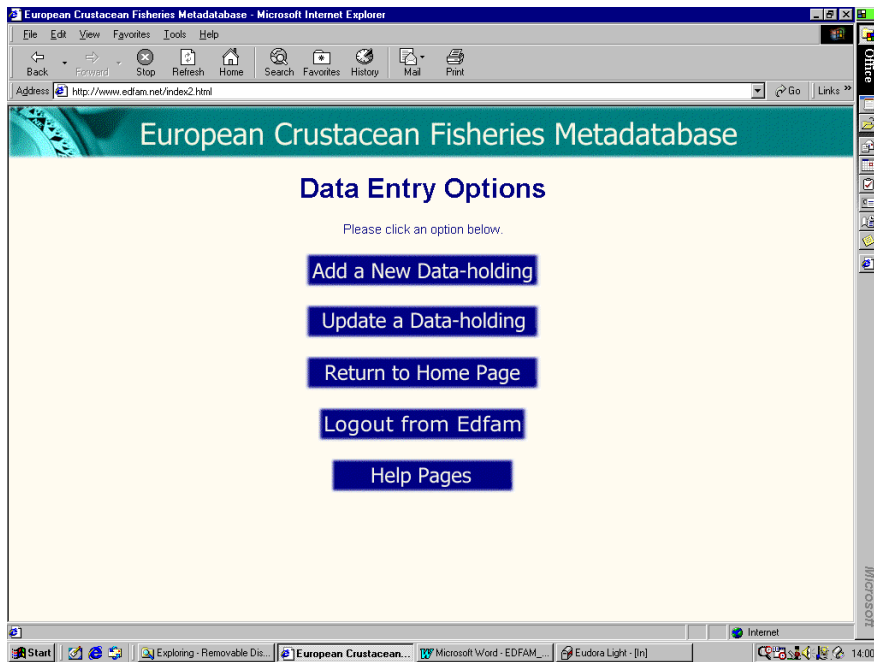 European Crustacean Fisheries Metadatabase - Microsoft Internet Explorer
File Edit View Favorites Tools Help
Back Forward Stop Refresh Home Search Favorites History Mail Print
Address http://www.edfam.net/index2.html Go Links »
Office
European Crustacean Fisheries Metadatabase
Data Entry Options
Please click an option below.
Add a New Data-holding
Update a Data-holding
Return to Home Page
Logout from Edfam
Help Pages
Microsoft
Internet
Start Exploring - Removable Dis... European Crustacean... Microsoft Word - EDFAM_... Eudora Light - [In] 14:00